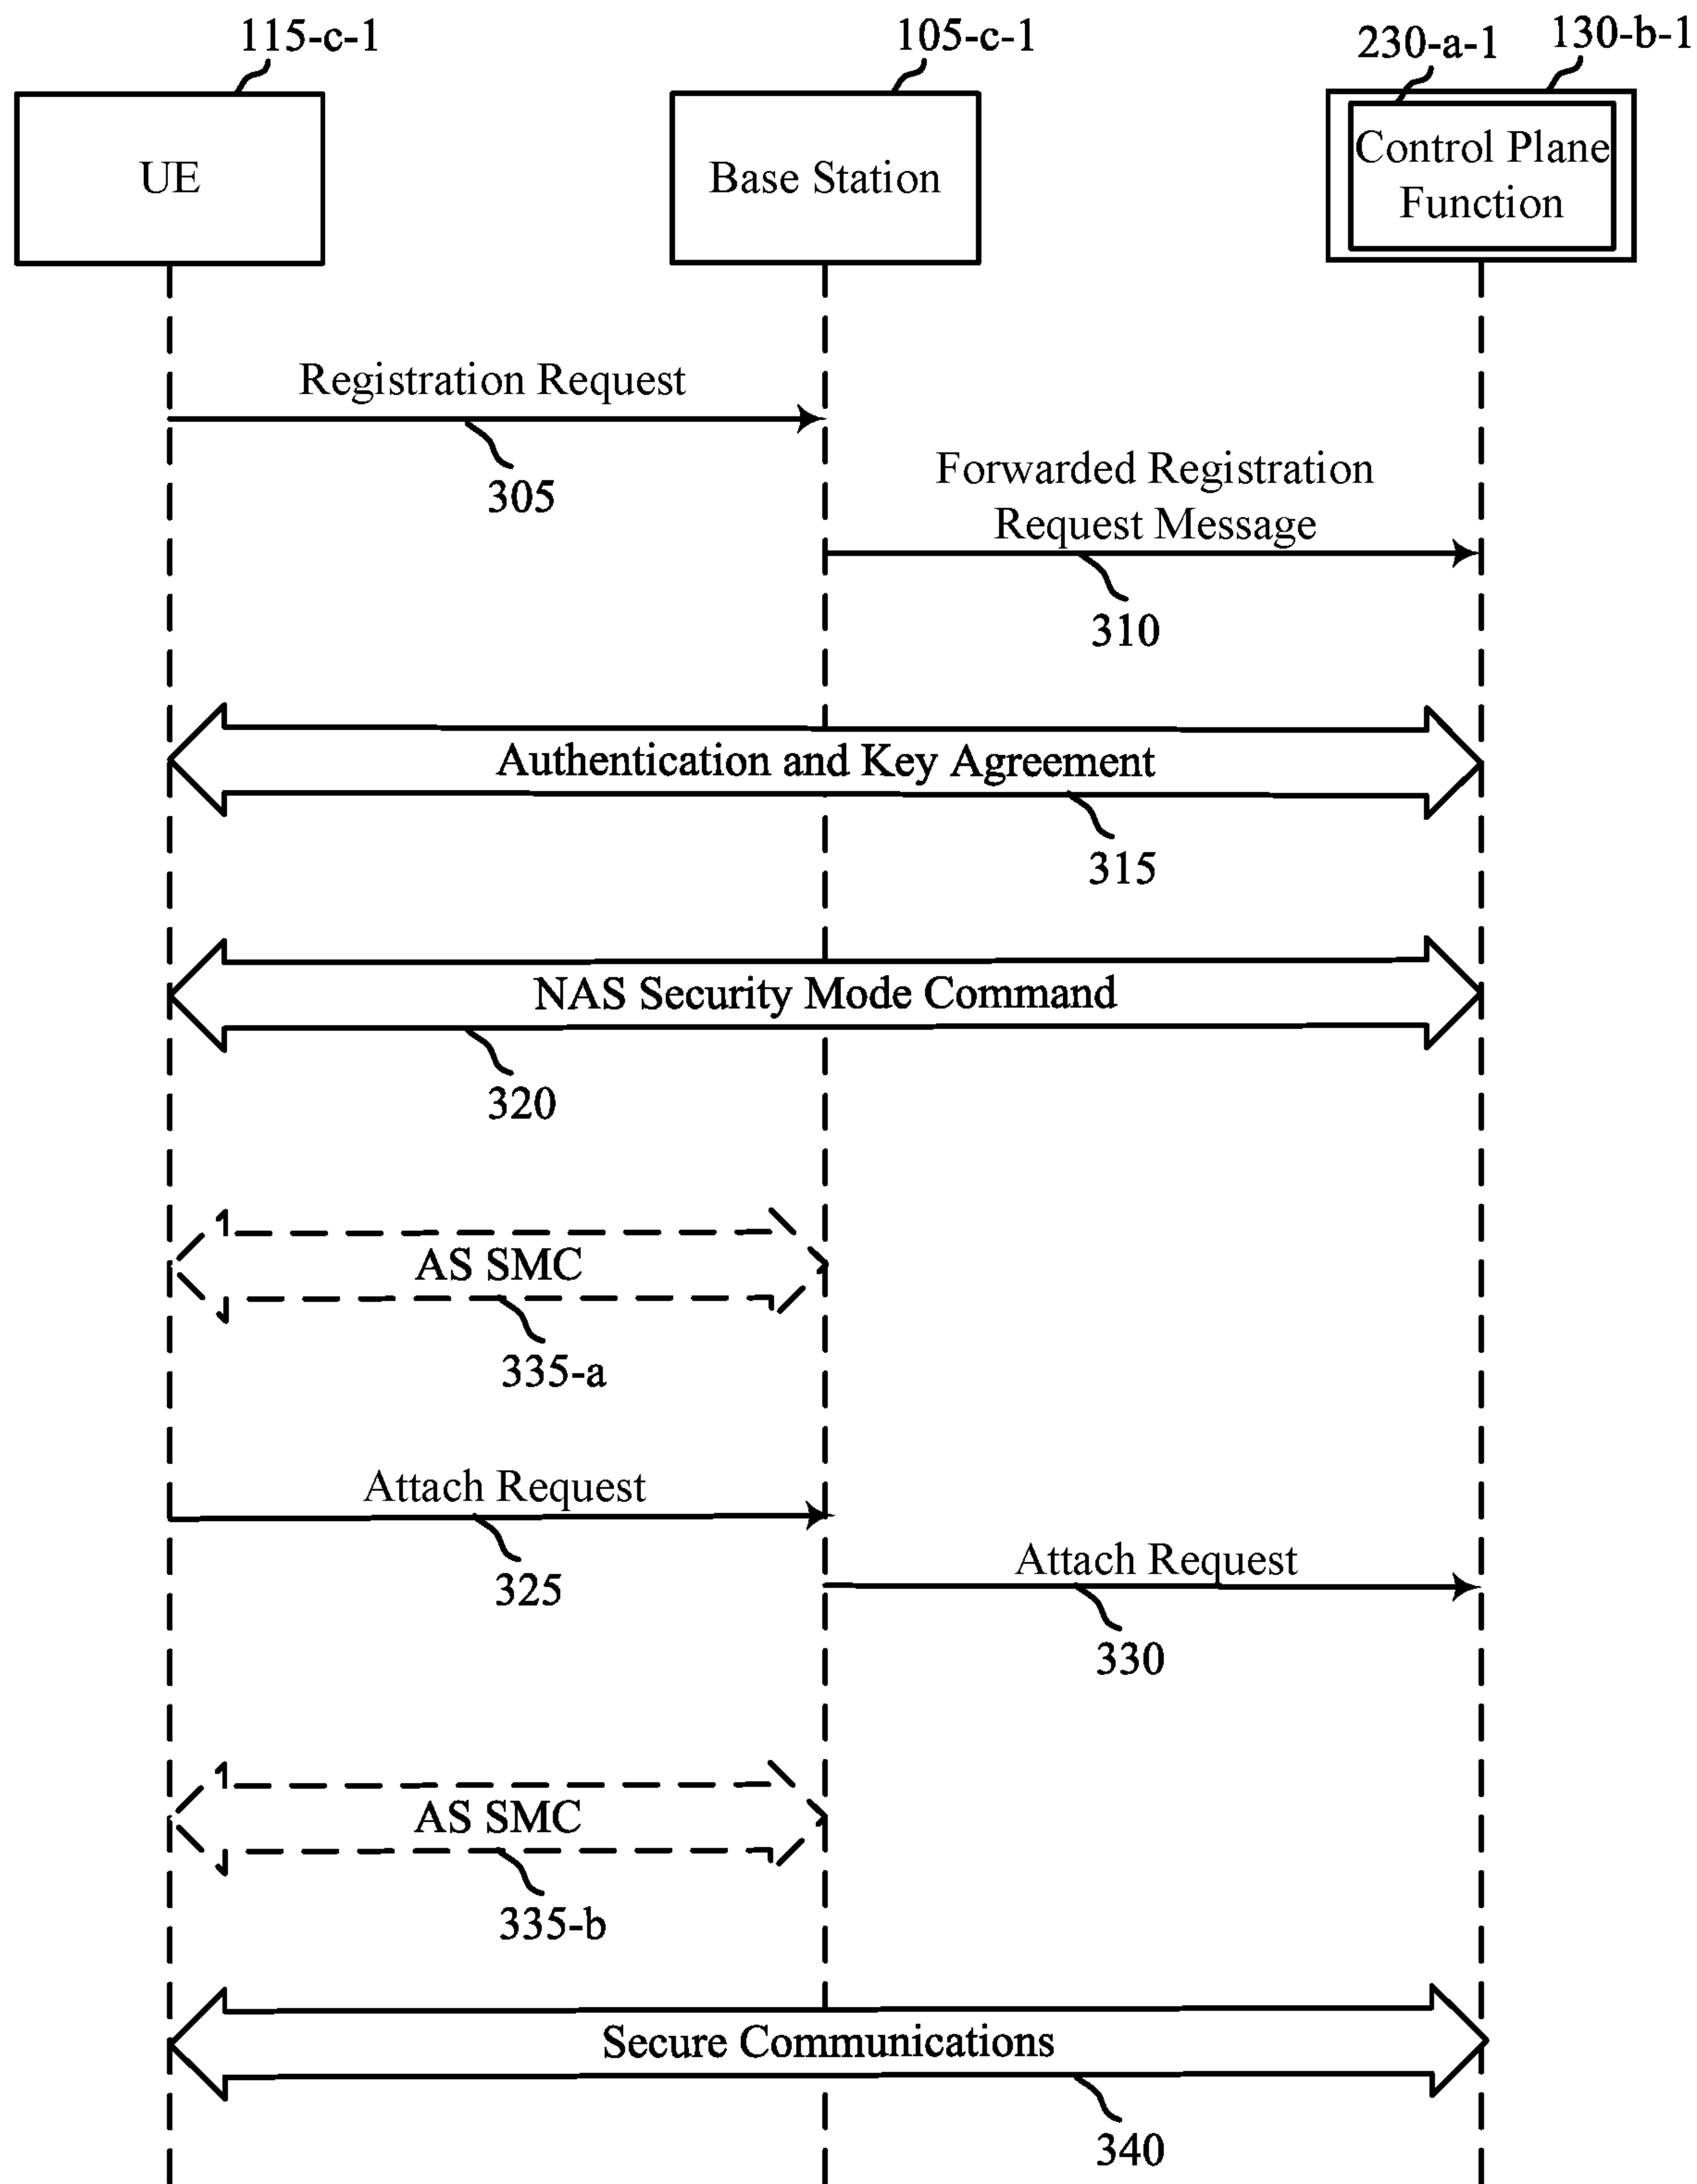 115-c-1
105-c-1
230-a-1
130-b-1
UE
Base Station
Control Plane
Function
Registration Request
305
Forwarded Registration
Request Message
310
Authentication and Key Agreement
315
NAS Security Mode Command
320
AS SMC
335-a
Attach Request
325
Attach Request
330
AS SMC
335-b
Secure Communications
340